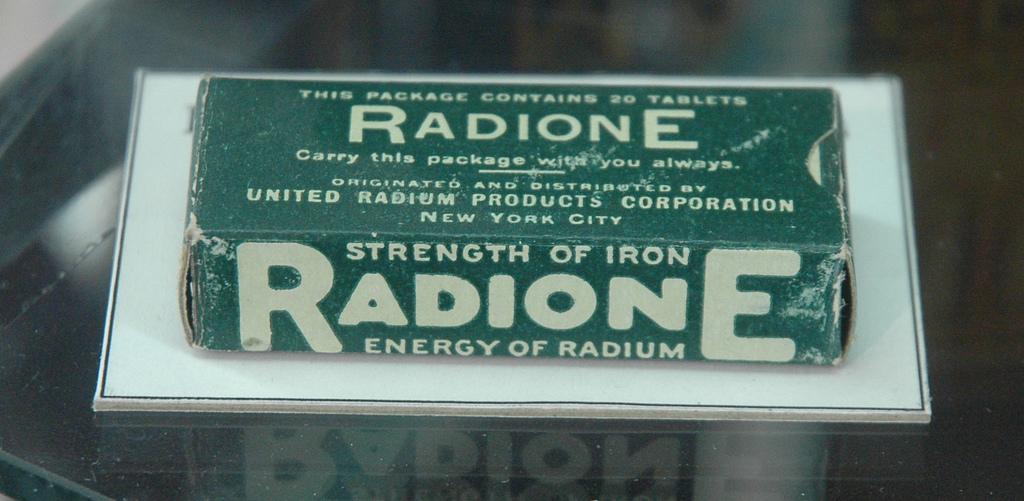 THIS PACKAGE CONTAINS 20 TABLETS
RADIONE
Carry this package with you always.
ORIGINATED AND DISTRIBUTED BY
UNITED RADIUM PRODUCTS CORPORATION
NEW YORK CITY
STRENGTH OF IRON
RADIONE
ENERGY OF RADIUM